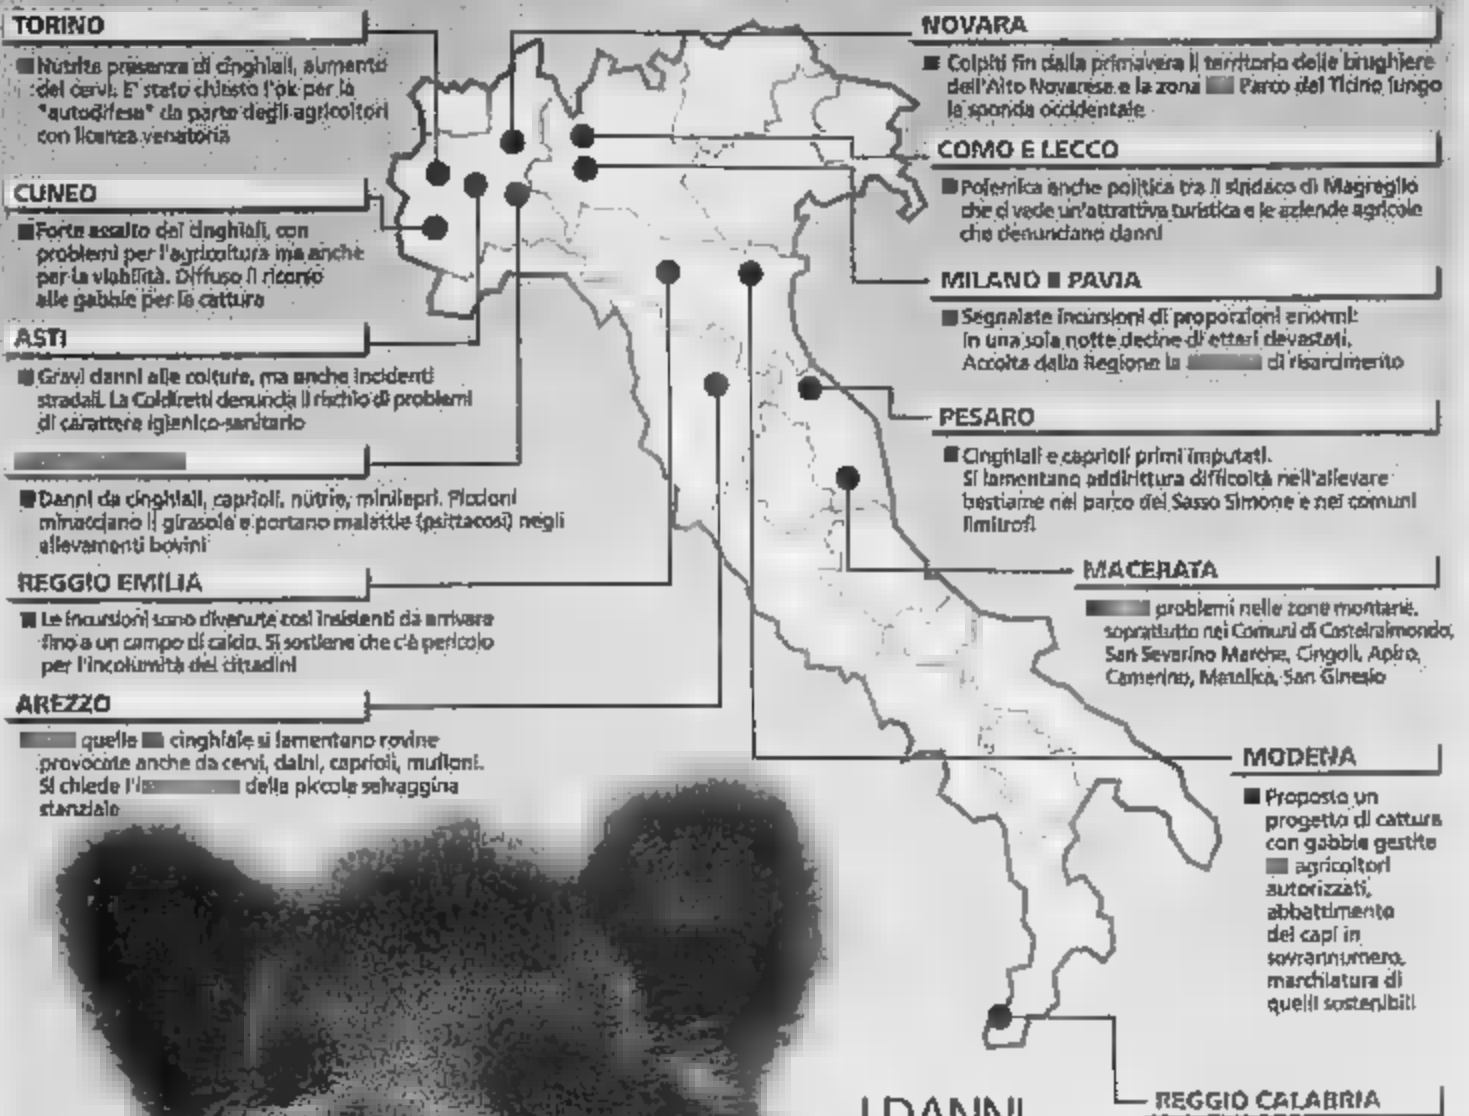 TORINO
Nutrita presenza di cinghiali, aumento
dei cervi. E' stato chiesto l'ok per la
"autodifesa" da parte degli agricoltori
con licenza venatoria
CUNEO
Forte assalto dei cinghiali, con
problemi per l'agricoltura ma anche
per la viabilità. Diffuso il ricorso
alle gabbie per la cattura
ASTI
Gravi danni alle colture, ma anche incidenti
stradali. La Coldiretti denuncia il rischio di problemi
di carattere igienico-sanitario
Danni da cinghiali, caprioli, nutrie, minilepri. Piccioni
minacciano il girasole e portano malattie (psittacosi) negli
allevamenti bovini
REGGIO EMILIA
Le incursioni sono divenute così insistenti da arrivare
fino a un campo di calcio. Si sostiene che c'è pericolo
per l'incolumità dei cittadini
AREZZO
quelle cinghiale si lamentano rovine
provocate anche da cervi, daini, caprioli, mufloni.
Si chiede della piccola selvaggina
stanziale
NOVARA
Colpiti fin dalla primavera il territorio delle brughiere
dell'Alto Novarese e la zona Parco del Ticino lungo
la sponda occidentale
COMO E LECCO
Polemica anche politica tra il sindaco di Magreglio
che ci vede un'attrattiva turistica e le aziende agricole
che denunciano danni
MILANO PAVIA
Segnalate incursioni di proporzioni enormi:
in una sola notte decine di ettari devastati.
Accolta dalla Regione la di risarcimento
PESARO
Cinghiali e caprioli primi imputati.
Si lamentano addirittura difficoltà nell'allevare
bestiame nel parco del Sasso Simone e nei comuni
limitrofi
MACERATA
problemi nelle zone montane,
soprattutto nei Comuni di Castelraimondo,
San Severino Marche, Cingoli, Apiro,
Camerino, Matelica, San Ginesio
MODENA
Proposto un
progetto di cattura
con gabbie gestite
agricoltori
autorizzati,
abbattimento
dei capi in
sovrannumero,
marchiatura di
quelli sostenibili
REGGIO CALABRIA
I DANNI